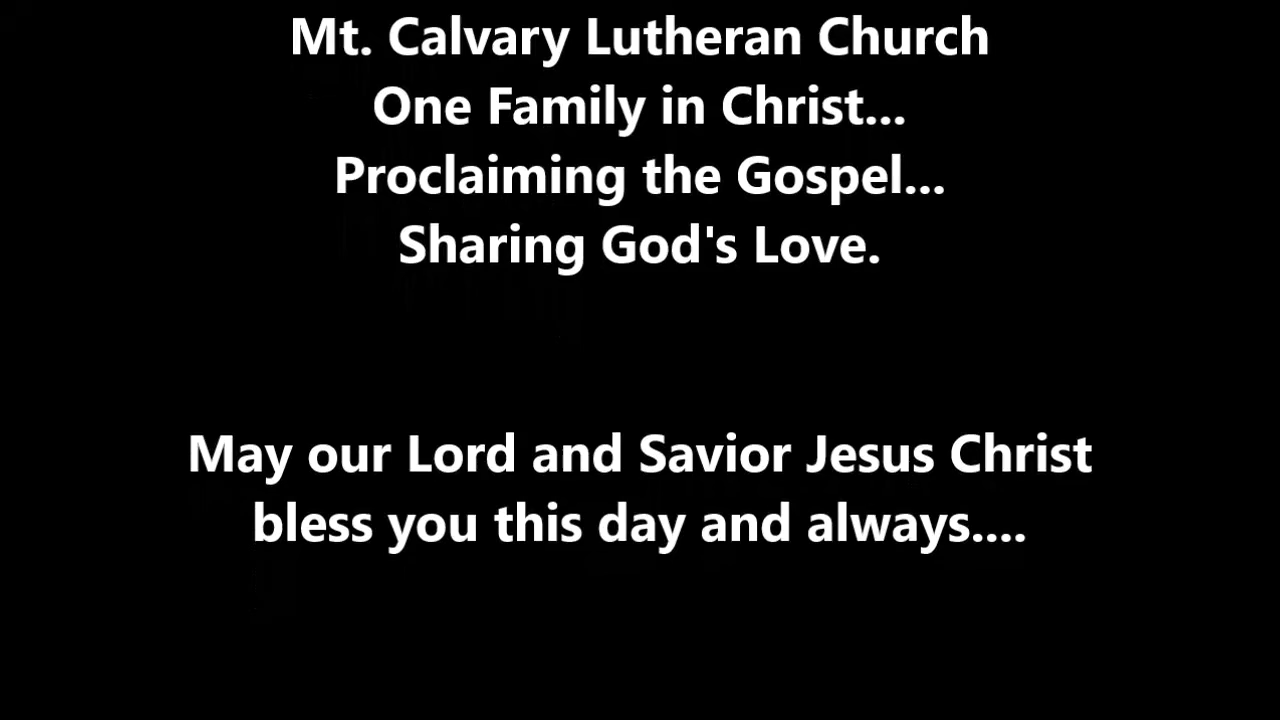 Mt. Calvary Lutheran Church
One Family in Christ...
Proclaiming the Gospel...
Sharing God's Love.
May our Lord and Savior Jesus Christ
bless you this day and always....